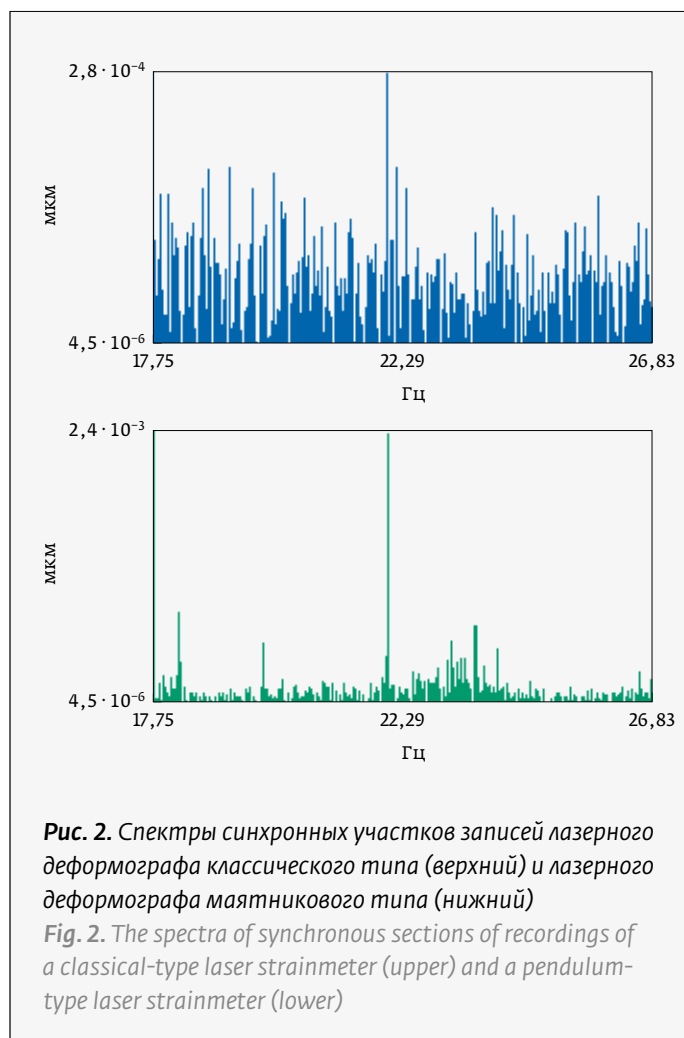 2,8 · 10⁻⁴
мкм
4,5 · 10⁻⁶
17,75 22,29 26,83
Гц
2,4 · 10⁻³
мкм
4,5 · 10⁻⁶
17,75 22,29 26,83
Гц
Рис. 2. Спектры синхронных участков записей лазерного
деформографа классического типа (верхний) и лазерного
деформографа маятникового типа (нижний)
Fig. 2. The spectra of synchronous sections of recordings of
a classical-type laser strainmeter (upper) and a pendulum-
type laser strainmeter (lower)